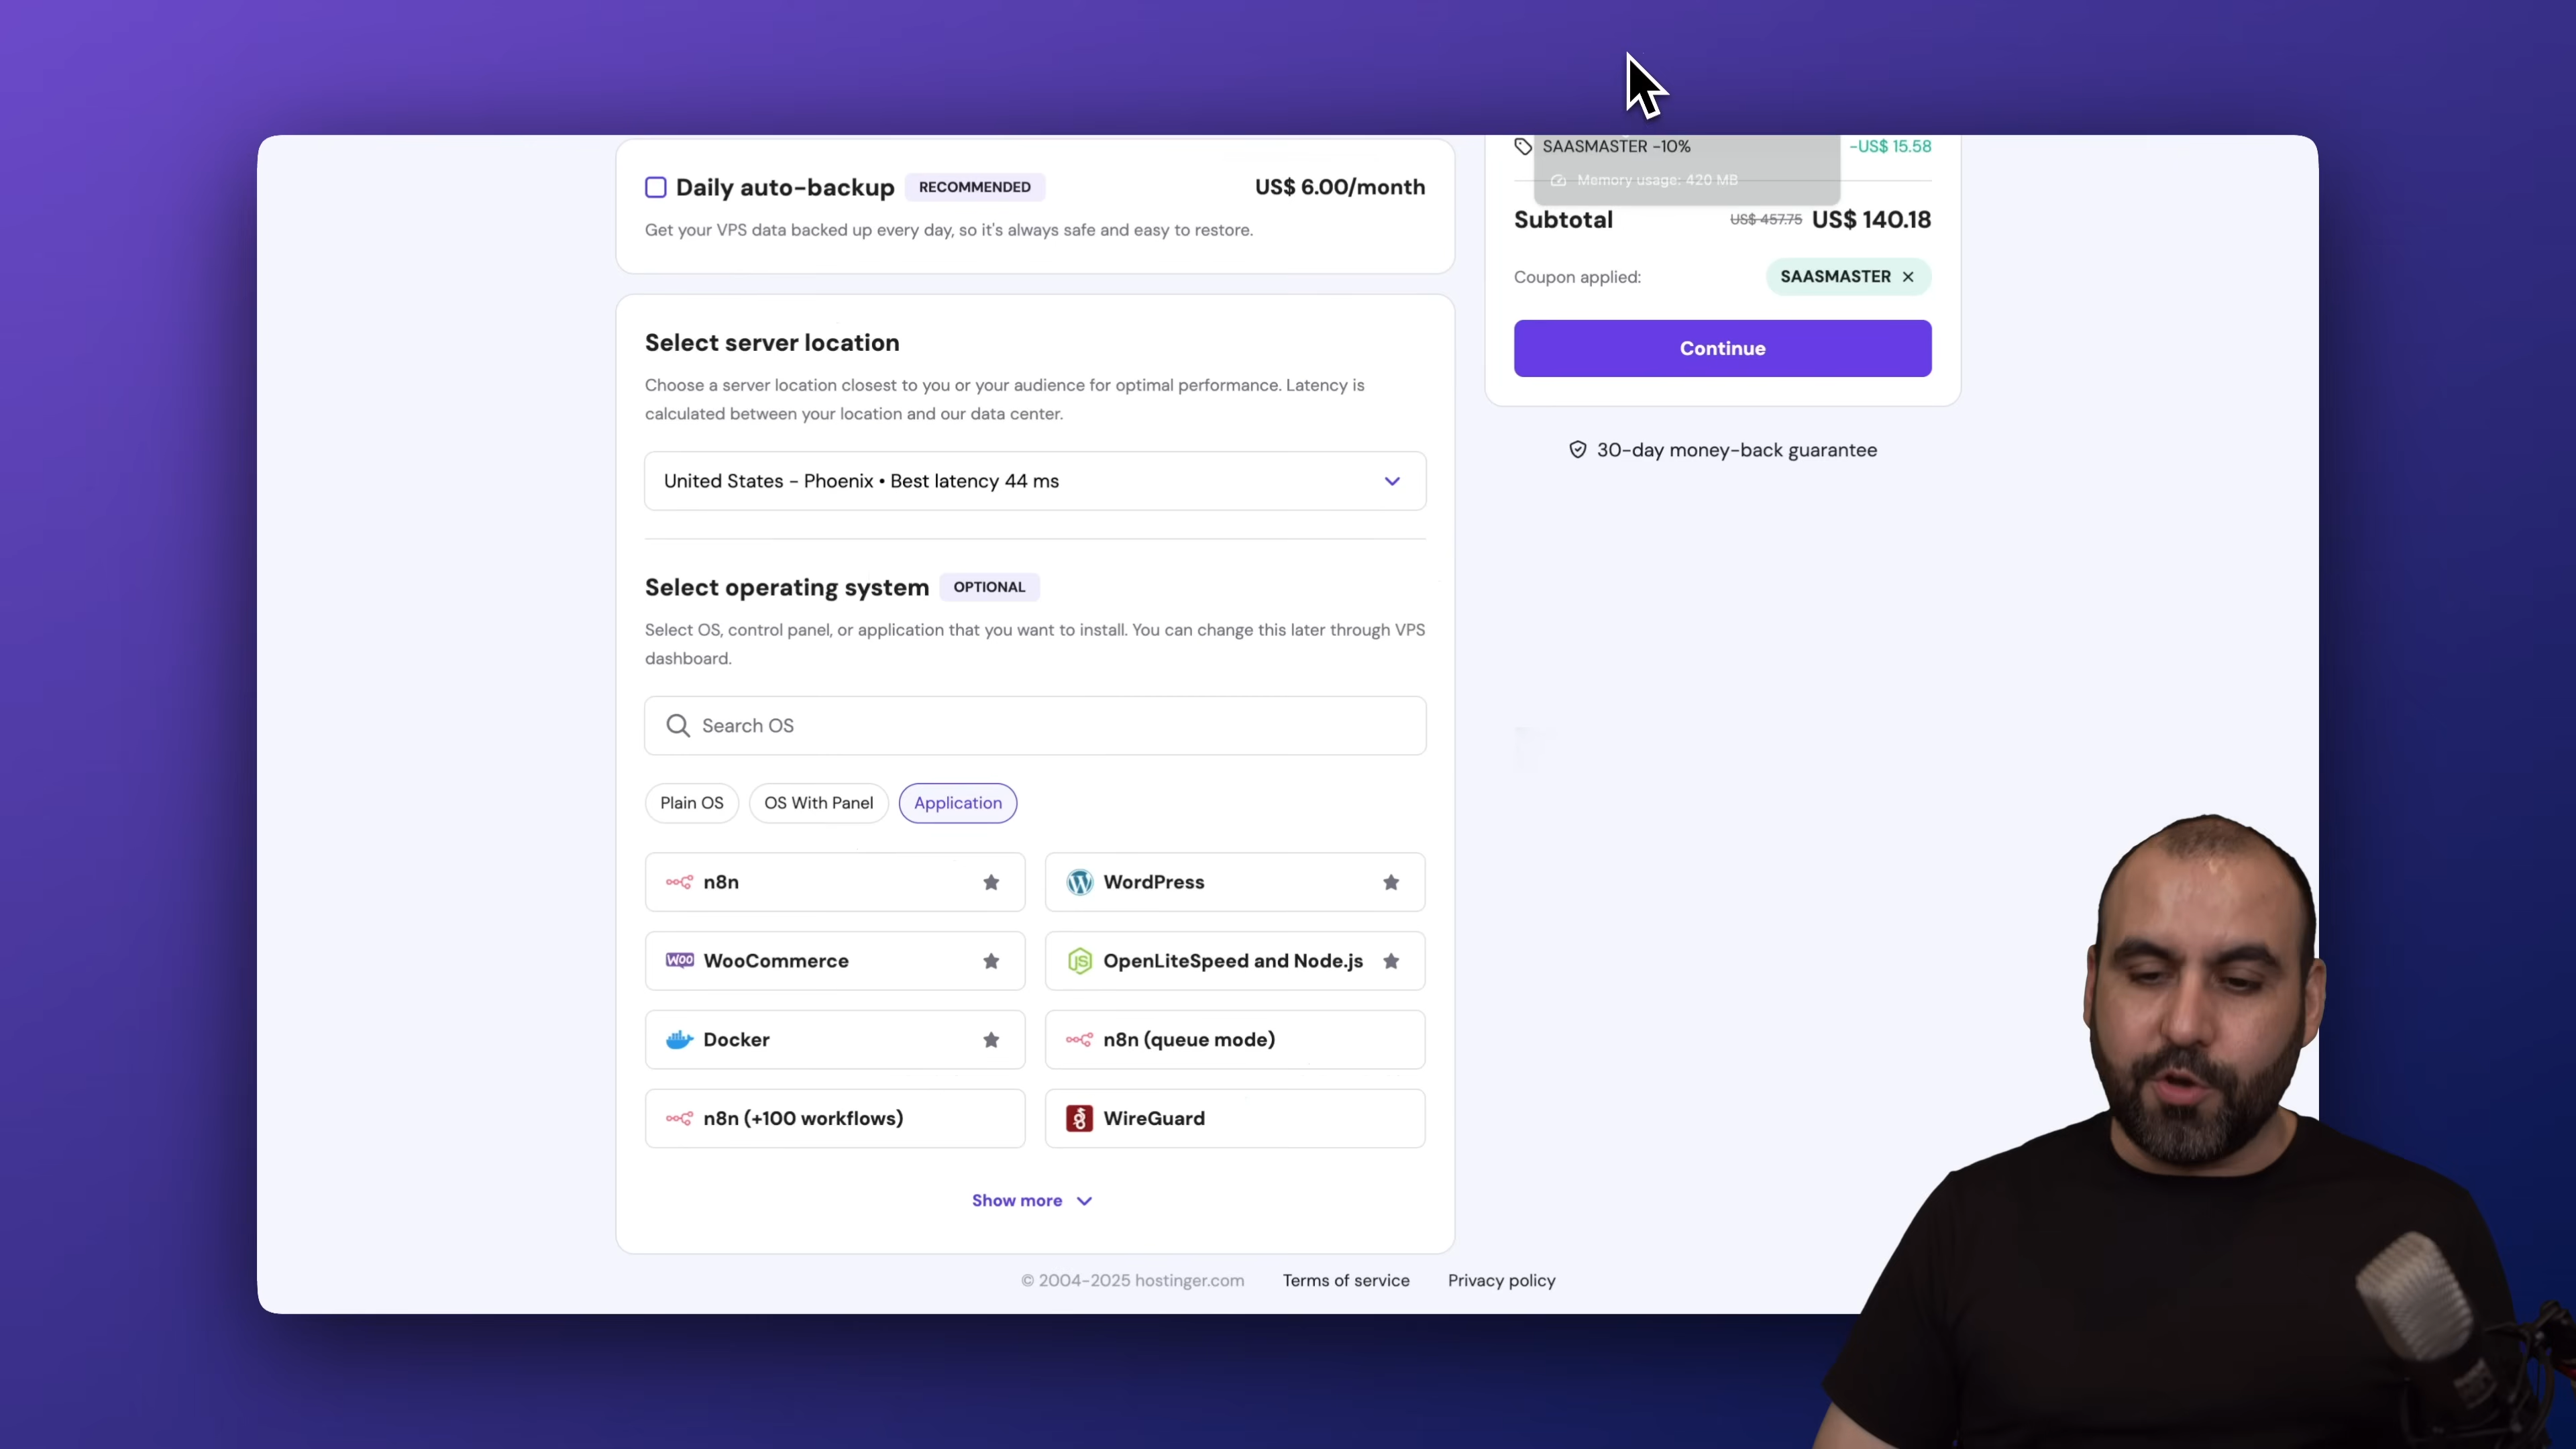 Daily auto-backup RECOMMENDED US$ 6.00/month
Get your VPS data backed up every day, so it's always safe and easy to restore.
Select server location
Choose a server location closest to you or your audience for optimal performance. Latency is
calculated between your location and our data center.
United States - Phoenix • Best latency 44 ms
Select operating system OPTIONAL
Select OS, control panel, or application that you want to install. You can change this later through VPS
dashboard.
Search OS
Plain OS OS With Panel Application
n8n WordPress
WOO WooCommerce JS OpenLiteSpeed and Node.js
Docker n8n (queue mode)
n8n (+100 workflows) WireGuard
Show more
SAASMASTER -10% -US$ 15.58
Memory usage: 420 MB
Subtotal US$ 457.75 US$ 140.18
Coupon applied: SAASMASTER ×
Continue
30-day money-back guarantee
© 2004-2025 hostinger.com Terms of service Privacy policy